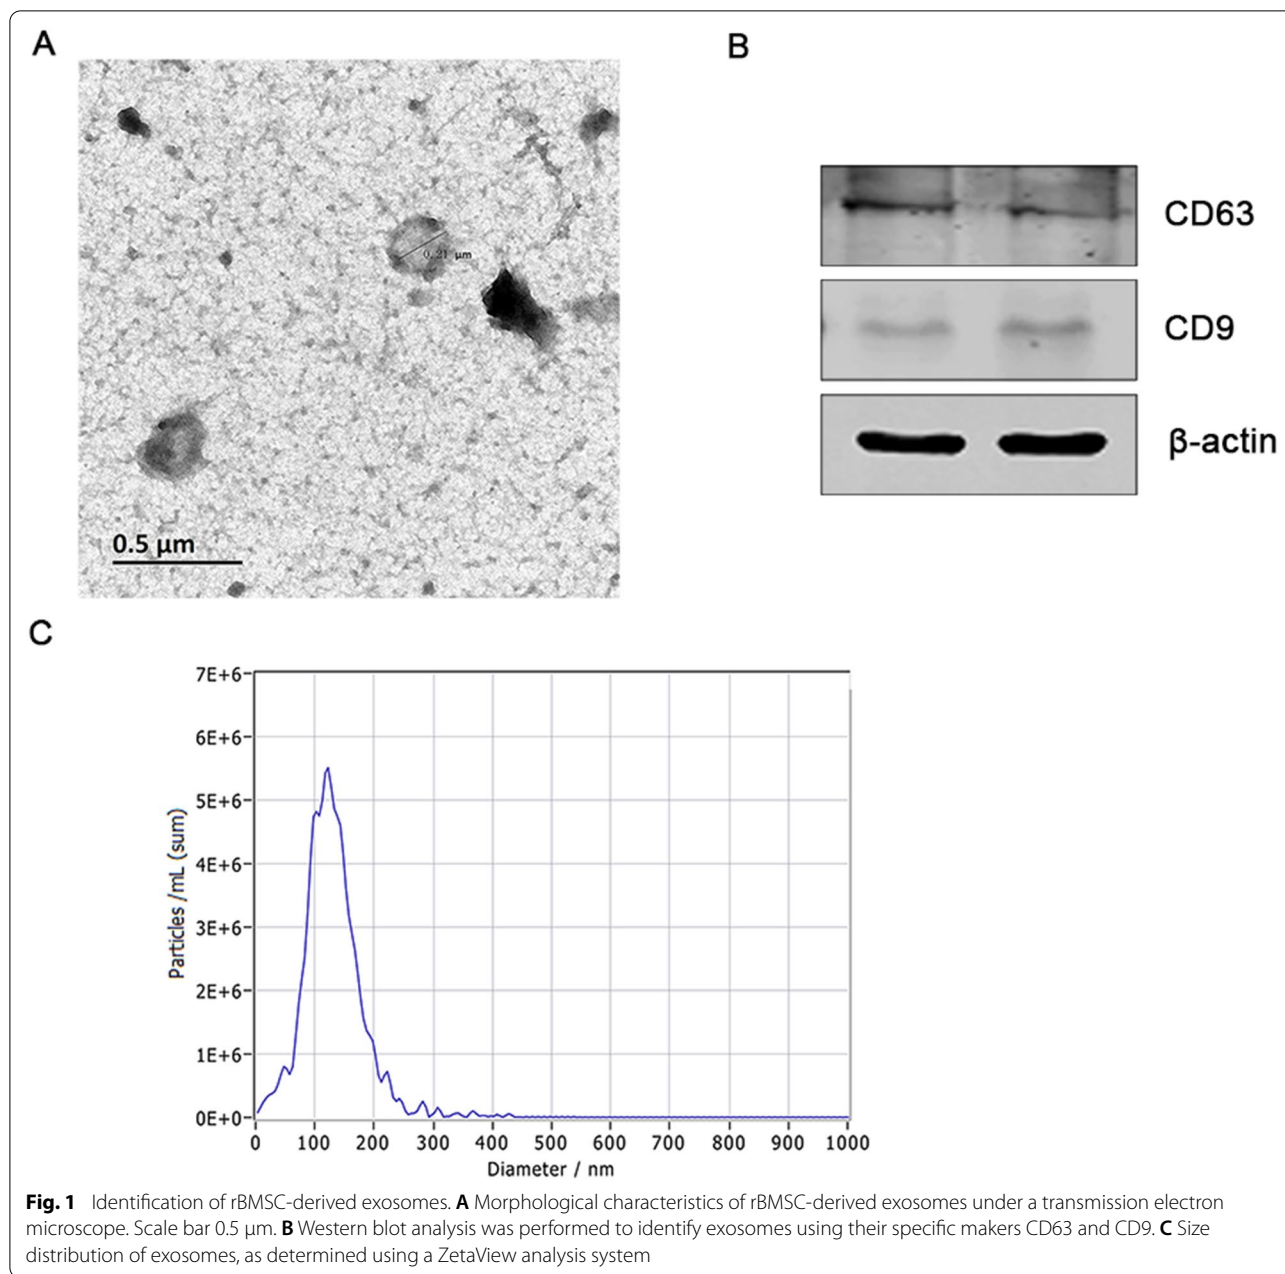 A
B
0.21 μm
0.5 μm
CD63
CD9
β-actin
C
7E+6
6E+6
5E+6
4E+6
3E+6
2E+6
1E+6
0E+0
Particles /mL (sum)
0 100 200 300 400 500 600 700 800 900 1000
Diameter / nm
Fig. 1 Identification of rBMSC-derived exosomes. A Morphological characteristics of rBMSC-derived exosomes under a transmission electron
microscope. Scale bar 0.5 μm. B Western blot analysis was performed to identify exosomes using their specific makers CD63 and CD9. C Size
distribution of exosomes, as determined using a ZetaView analysis system